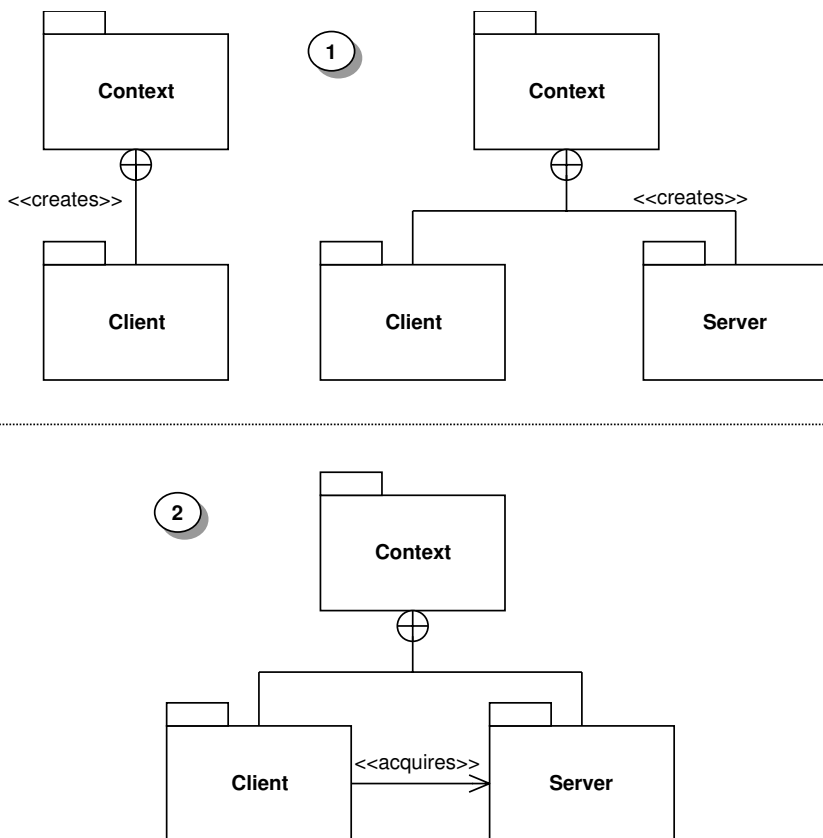 1
Context
Context
<<creates>>
<<creates>>
Client
Client
Server
2
Context
<<acquires>>
Client
Server